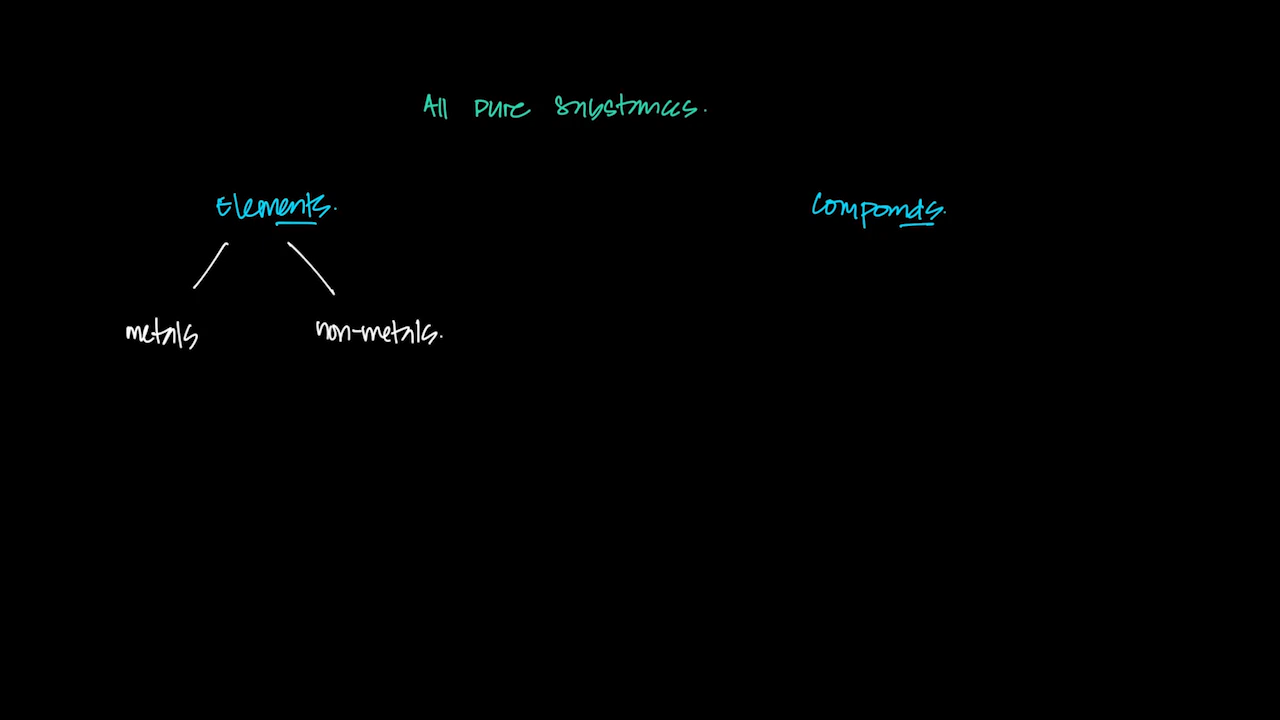 All pure substances.
Elements.
Compounds.
metals
non-metals.